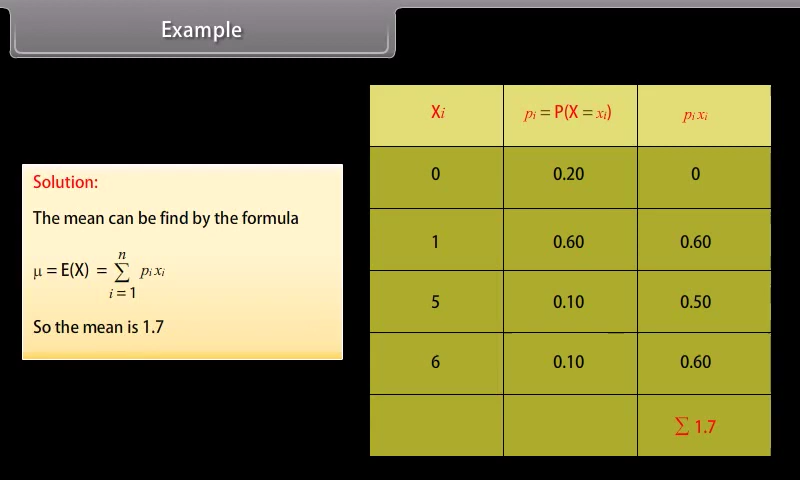 Example
Solution:
The mean can be find by the formula
μ = E(X) = n∑i = 1 pi xi
So the mean is 1.7
Xi pi = P(X = xi) pi xi
0 0.20 0
1 0.60 0.60
5 0.10 0.50
6 0.10 0.60
∑ 1.7